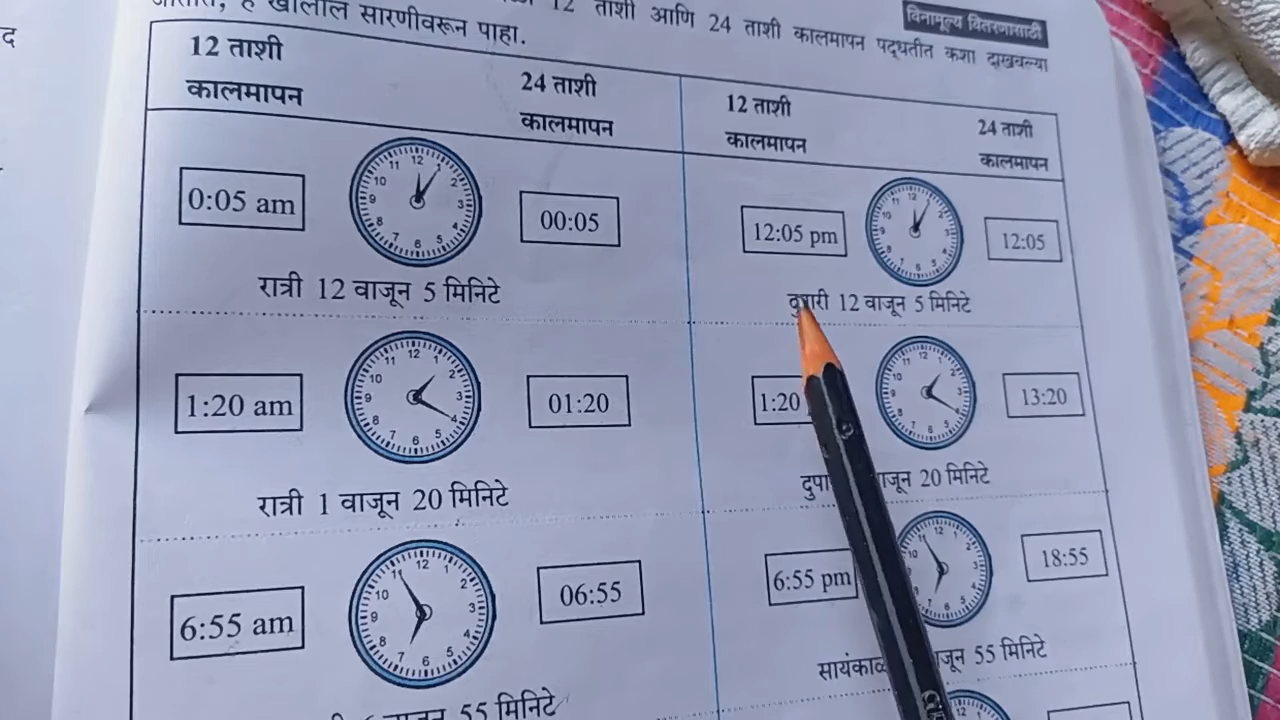 12 ताशी आणि 24 ताशी कालमापन पद्धतीत कशा दाखवल्या
विनामूल्य वितरणासाठी
हे खालील सारणीवरून पाहा.
12 ताशी
कालमापन
24 ताशी
कालमापन
12 ताशी
कालमापन
24 ताशी
कालमापन
0:05 am
00:05
12:05 pm
12:05
रात्री 12 वाजून 5 मिनिटे
12 वाजून 5 मिनिटे
1:20 am
01:20
1:20
13:20
रात्री 1 वाजून 20 मिनिटे
20 मिनिटे
6:55 am
06:55
6:55 pm
18:55
55 मिनिटे
55 मिनिटे